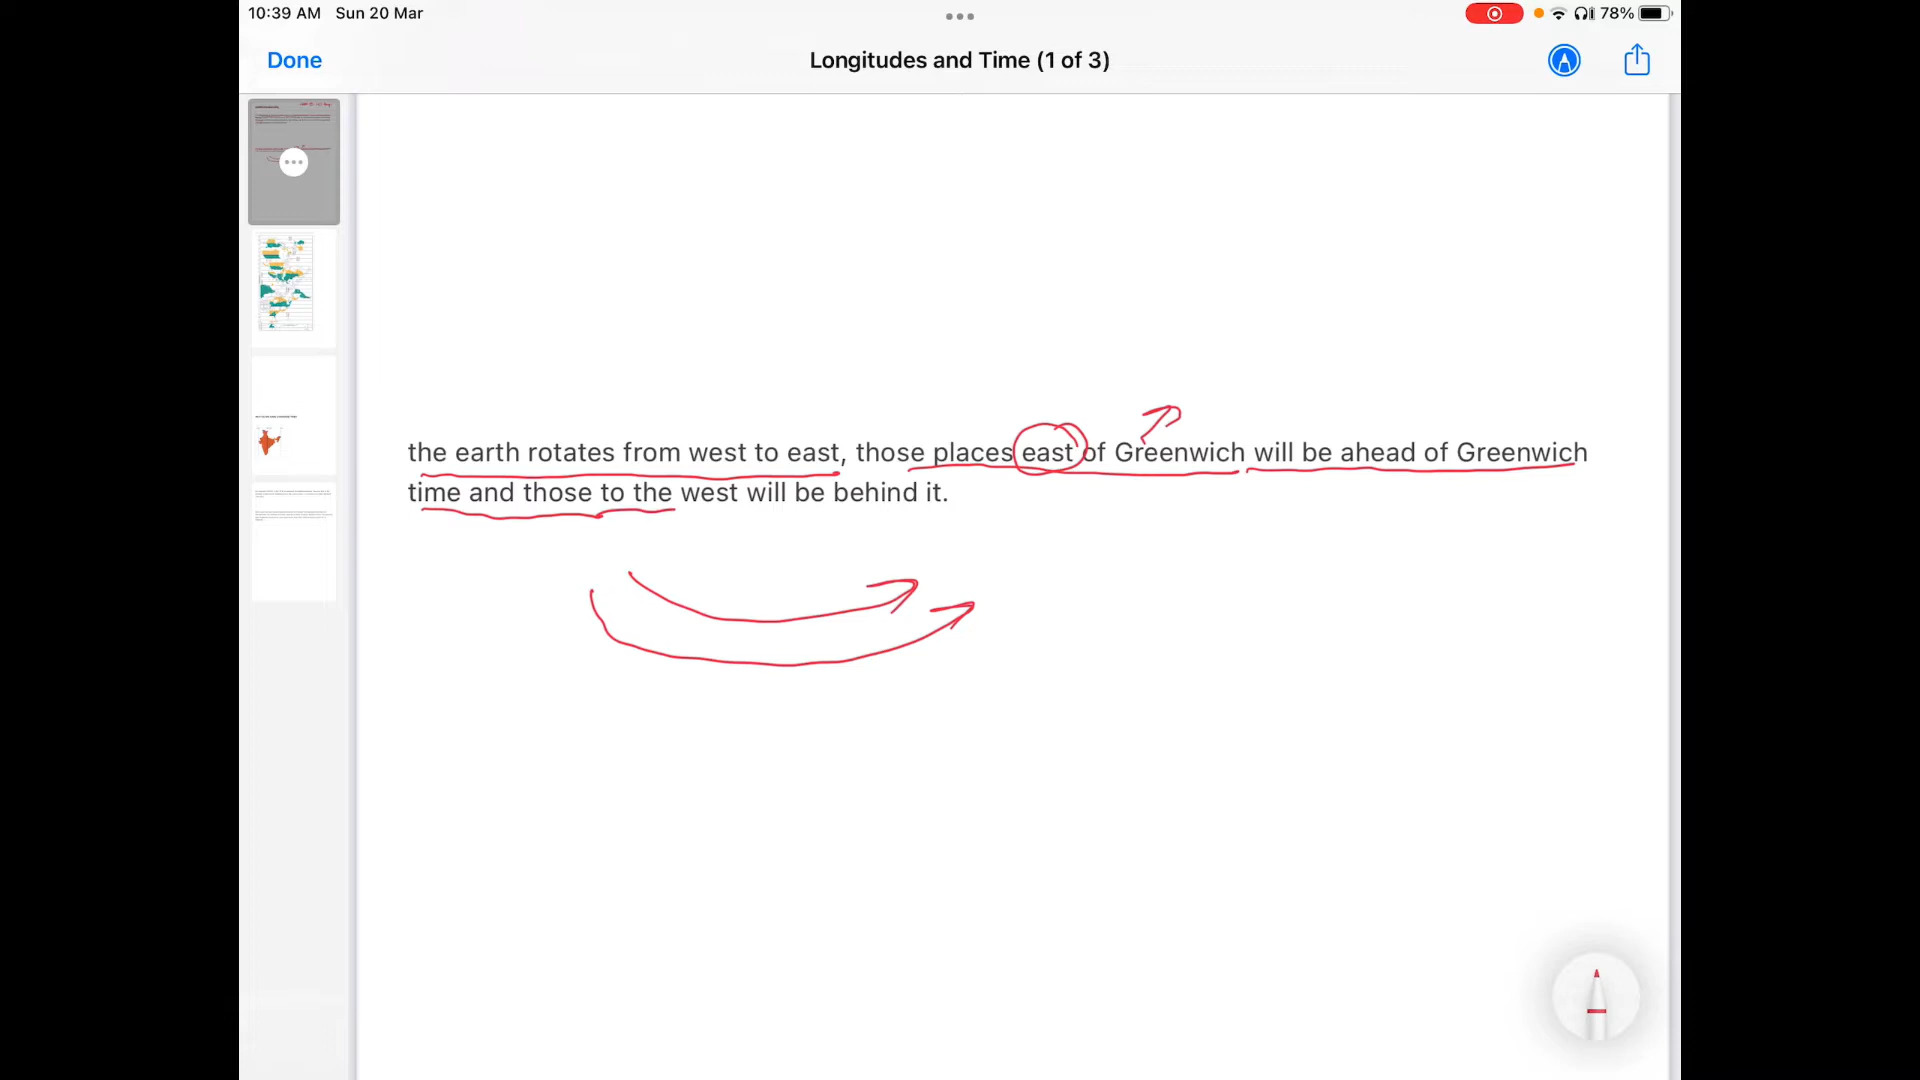 10:39 AM Sun 20 Mar
78%
Done
Longitudes and Time (1 of 3)
the earth rotates from west to east, those places east of Greenwich will be ahead of Greenwich
time and those to the west will be behind it.